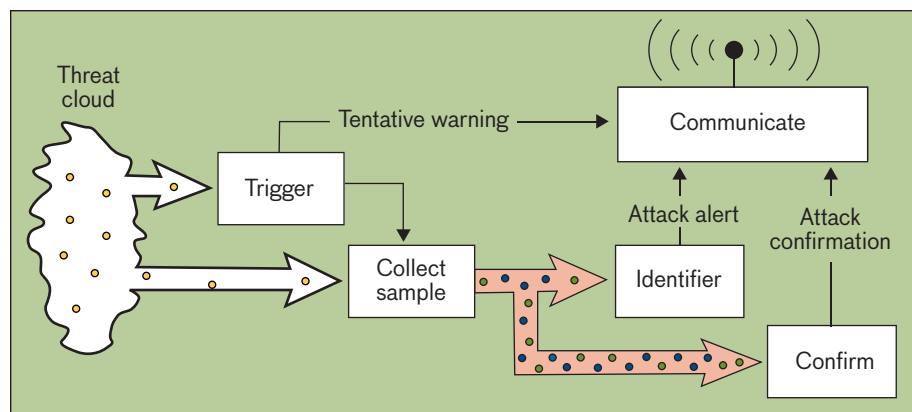 Threat
cloud
Tentative warning
Communicate
Trigger
Attack alert
Attack
confirmation
Collect
sample
Identifier
Confirm